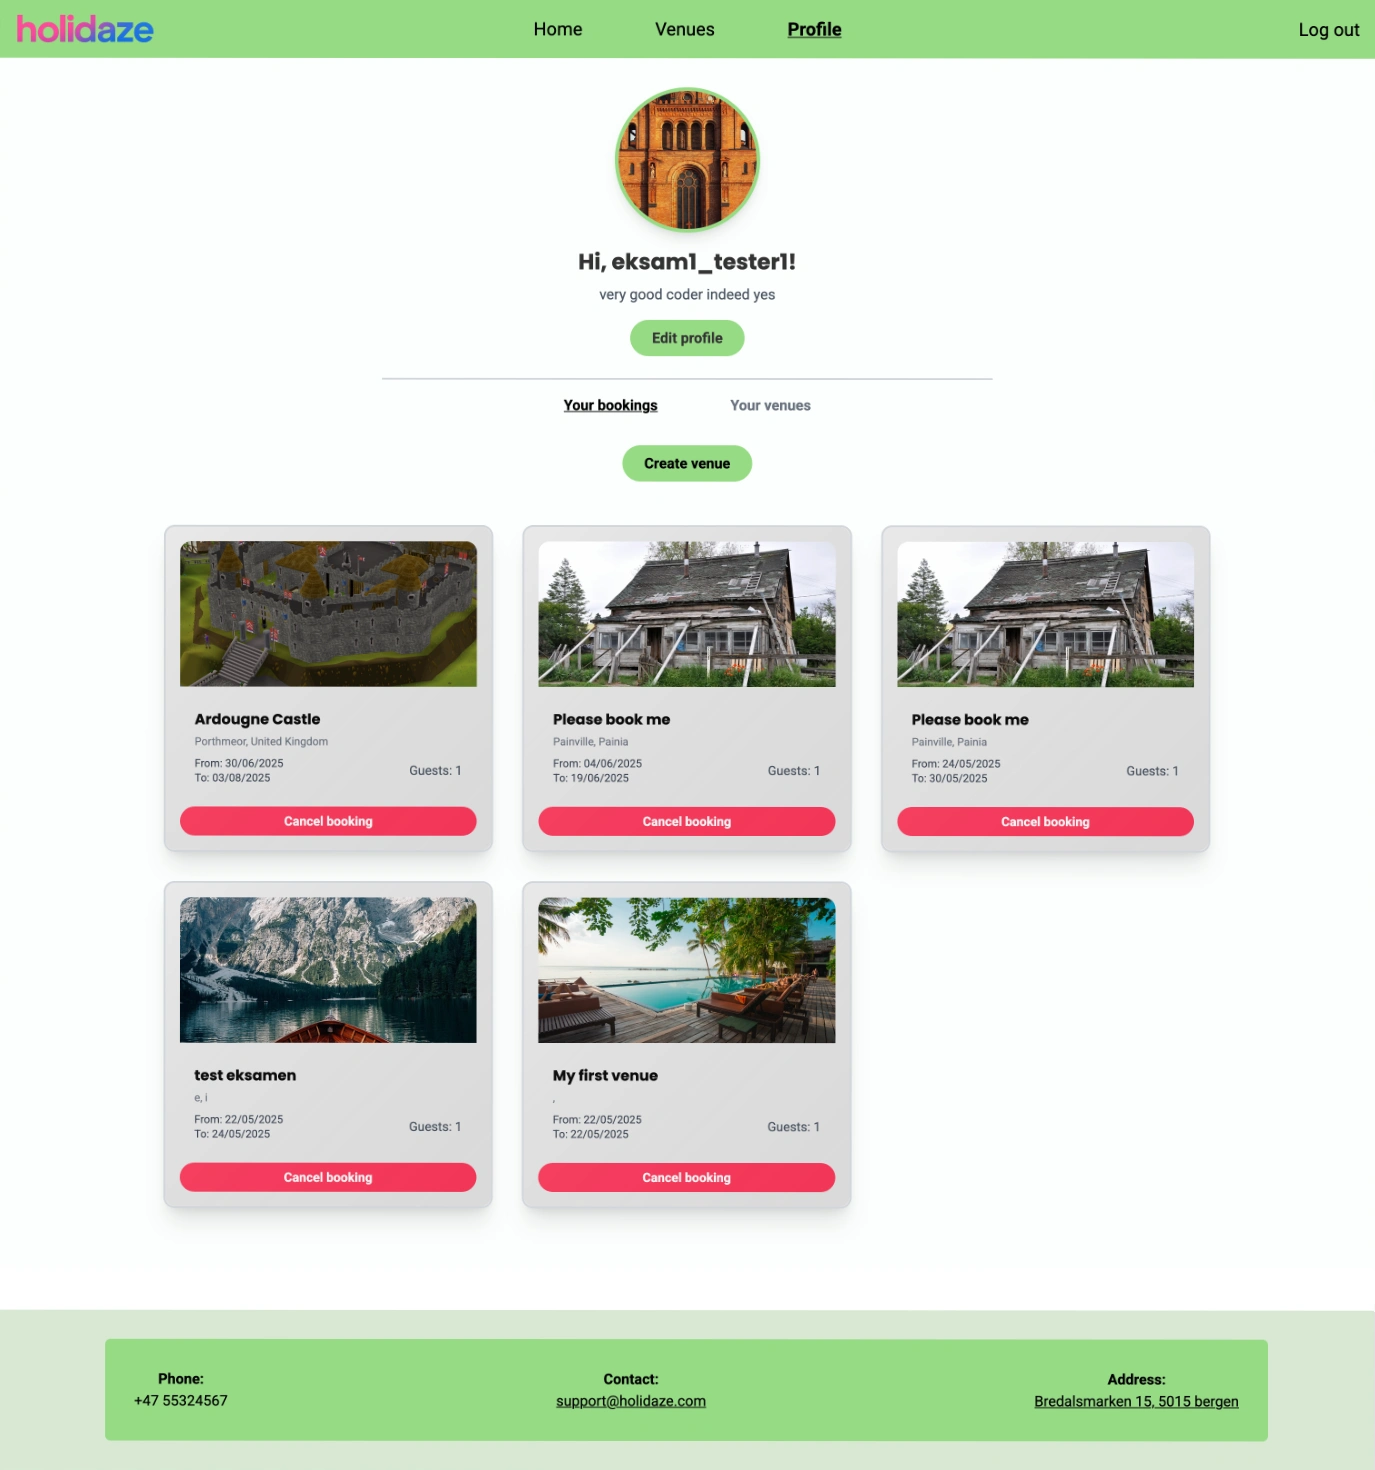 holidaze
Home
Venues
Profile
Log out
Hi, eksam1_tester1!
very good coder indeed yes
Edit profile
Your bookings
Your venues
Create venue
Ardougne Castle
Porthmeor, United Kingdom
From: 30/06/2025
To: 03/08/2025
Guests: 1
Cancel booking
Please book me
Painville, Painia
From: 04/06/2025
To: 19/06/2025
Guests: 1
Cancel booking
Please book me
Painville, Painia
From: 24/05/2025
To: 30/05/2025
Guests: 1
Cancel booking
test eksamen
e, i
From: 22/05/2025
To: 24/05/2025
Guests: 1
Cancel booking
My first venue
,
From: 22/05/2025
To: 22/05/2025
Guests: 1
Cancel booking
Phone:
+47 55324567
Contact:
support@holidaze.com
Address:
Bredalsmarken 15, 5015 bergen